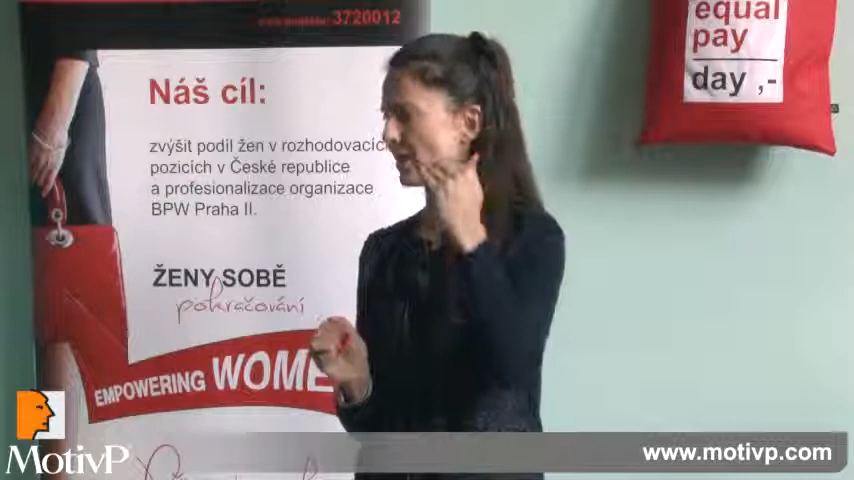 3720012
Náš cíl:
zvýšit podíl žen v rozhodovacíc
pozicích v České republice
a profesionalizace organizace
BPW Praha II.
ŽENY SOBĚ
pokračování
EMPOWERING WOME
equal
pay
day ,-
MotivP
www.motivp.com